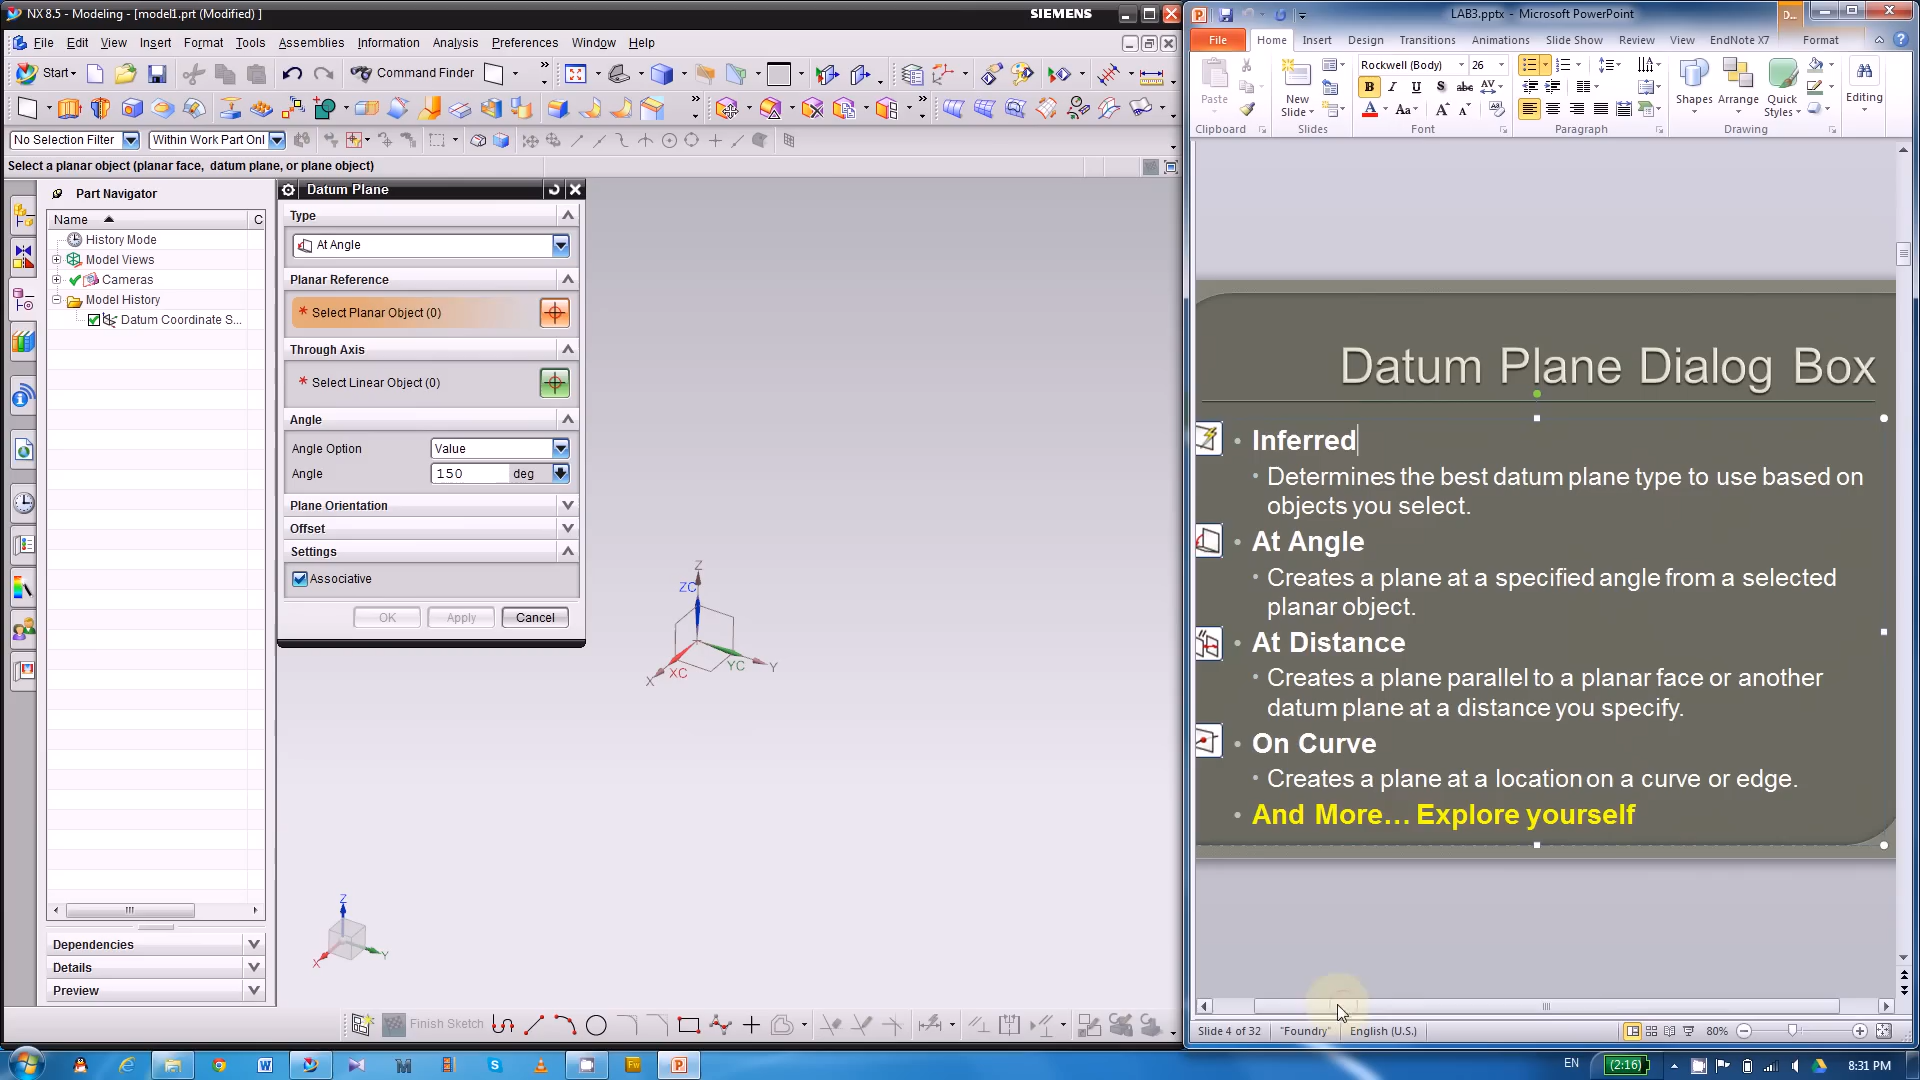 NX 8.5 - Modeling - [model1.prt (Modified) ]
SIEMENS
File Edit View Insert Format Tools Assemblies Information Analysis Preferences Window Help
Start
Command Finder
No Selection Filter
Within Work Part Onl
Select a planar object (planar face, datum plane, or plane object)
Part Navigator
Name
C
History Mode
Model Views
Cameras
Model History
Datum Coordinate S...
Dependencies
Details
Preview
Datum Plane
Type
At Angle
Planar Reference
* Select Planar Object (0)
Through Axis
* Select Linear Object (0)
Angle
Angle Option
Value
Angle
150
deg
Plane Orientation
Offset
Settings
Associative
OK
Apply
Cancel
Z
ZC
XC
X
YC
Y
Z
X
Y
Finish Sketch
LAB3.pptx - Microsoft PowerPoint
D...
File Home Insert Design Transitions Animations Slide Show Review View EndNote X7 Format
Paste
Clipboard
New
Slide
Slides
Rockwell (Body)
26
B I U S abc AV
A Aa A A
Font
Paragraph
Shapes
Arrange
Quick
Styles
Drawing
Editing
Datum Plane Dialog Box
• Inferred
• Determines the best datum plane type to use based on
objects you select.
• At Angle
• Creates a plane at a specified angle from a selected
planar object.
• At Distance
• Creates a plane parallel to a planar face or another
datum plane at a distance you specify.
• On Curve
• Creates a plane at a location on a curve or edge.
• And More... Explore yourself
Slide 4 of 32
"Foundry"
English (U.S.)
80%
EN
(2:16)
8:31 PM